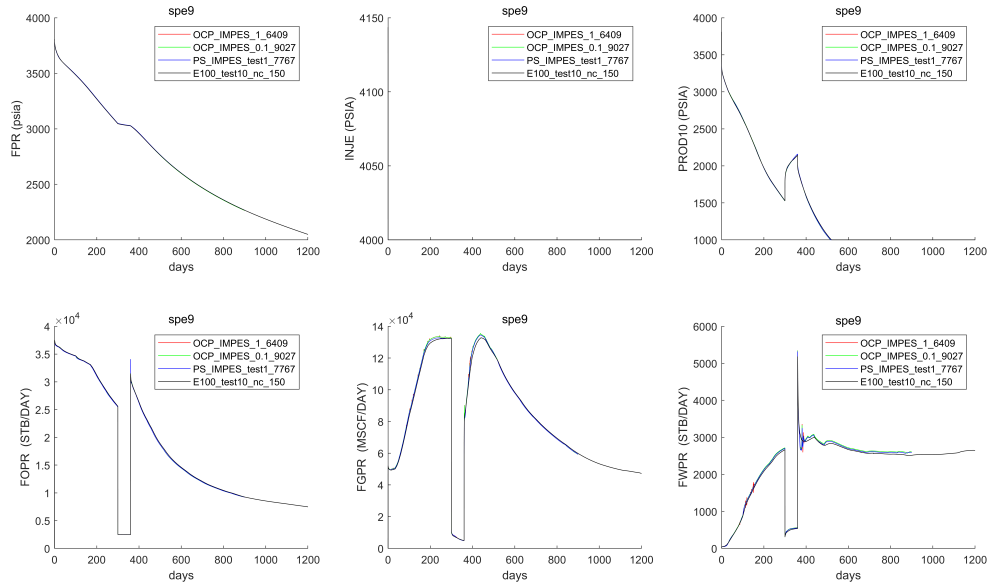 spe9
4000
3500
3000
2500
2000
FPR (psia)
0 200 400 600 800 1000 1200
days
OCP_IMPES_1_6409
OCP_IMPES_0.1_9027
PS_IMPES_test1_7767
E100_test10_nc_150
spe9
4150
4100
4050
4000
INJE (PSIA)
0 200 400 600 800 1000 1200
days
OCP_IMPES_1_6409
OCP_IMPES_0.1_9027
PS_IMPES_test1_7767
E100_test10_nc_150
spe9
4000
3500
3000
2500
2000
1500
1000
PROD10 (PSIA)
0 200 400 600 800 1000 1200
days
OCP_IMPES_1_6409
OCP_IMPES_0.1_9027
PS_IMPES_test1_7767
E100_test10_nc_150
spe9
×10⁴
4
3.5
3
2.5
2
1.5
1
0.5
0
FOPR (STB/DAY)
0 200 400 600 800 1000 1200
days
OCP_IMPES_1_6409
OCP_IMPES_0.1_9027
PS_IMPES_test1_7767
E100_test10_nc_150
spe9
×10⁴
14
12
10
8
6
4
2
0
FGPR (MSCF/DAY)
0 200 400 600 800 1000 1200
days
OCP_IMPES_1_6409
OCP_IMPES_0.1_9027
PS_IMPES_test1_7767
E100_test10_nc_150
spe9
6000
5000
4000
3000
2000
1000
0
FWPR (STB/DAY)
0 200 400 600 800 1000 1200
days
OCP_IMPES_1_6409
OCP_IMPES_0.1_9027
PS_IMPES_test1_7767
E100_test10_nc_150